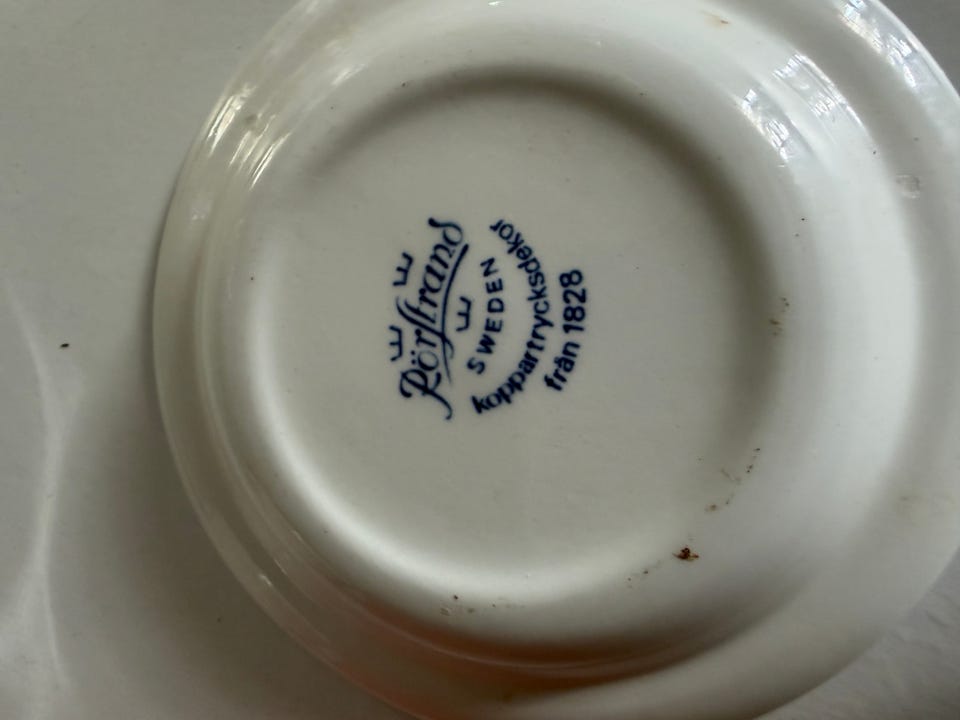 Rörstrand
SWEDEN
koppartrycksdekor
från 1828